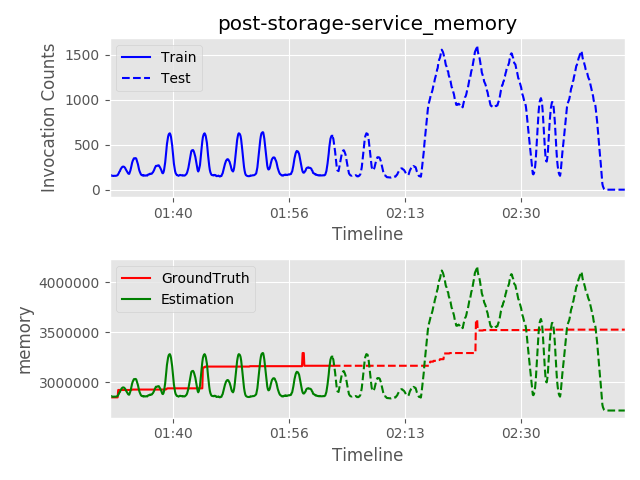 post-storage-service_memory
Invocation Counts
1500
1000
500
0
Train
Test
01:40
01:56
02:13
02:30
Timeline
memory
4000000
3500000
3000000
GroundTruth
Estimation
01:40
01:56
02:13
02:30
Timeline